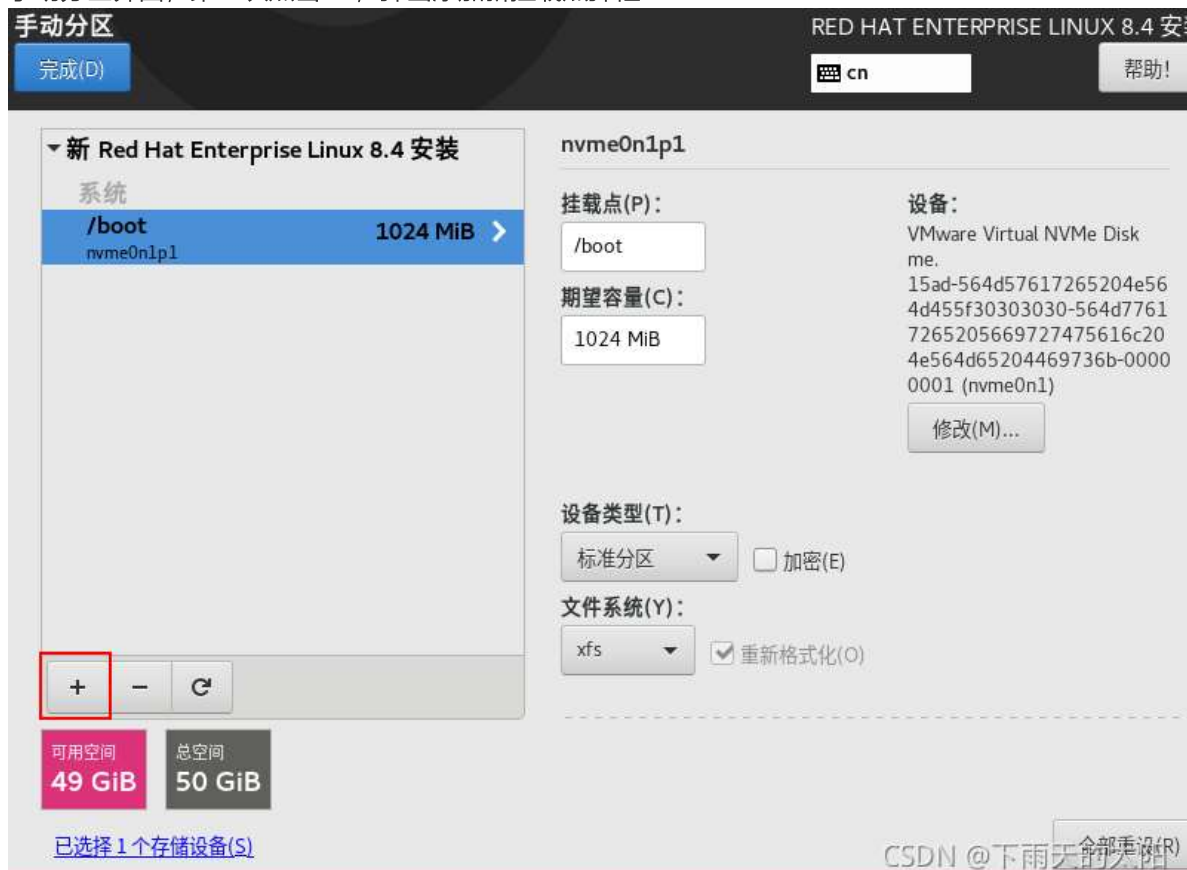 手动分区
RED HAT ENTERPRISE LINUX 8.4 安
完成(D)
cn
帮助!
新 Red Hat Enterprise Linux 8.4 安装
系统
/boot
1024 MiB
nvme0n1p1
nvme0n1p1
挂载点(P):
/boot
期望容量(C):
1024 MiB
设备:
VMware Virtual NVMe Disk
me.
15ad-564d57617265204e56
4d455f30303030-564d7761
7265205669727475616c20
4e564d65204469736b-0000
0001 (nvme0n1)
修改(M)...
设备类型(T):
标准分区
加密(E)
文件系统(Y):
xfs
重新格式化(O)
+ -
可用空间
49 GiB
总空间
50 GiB
已选择 1 个存储设备(S)
全部重设(R)
CSDN @下雨天的太阳